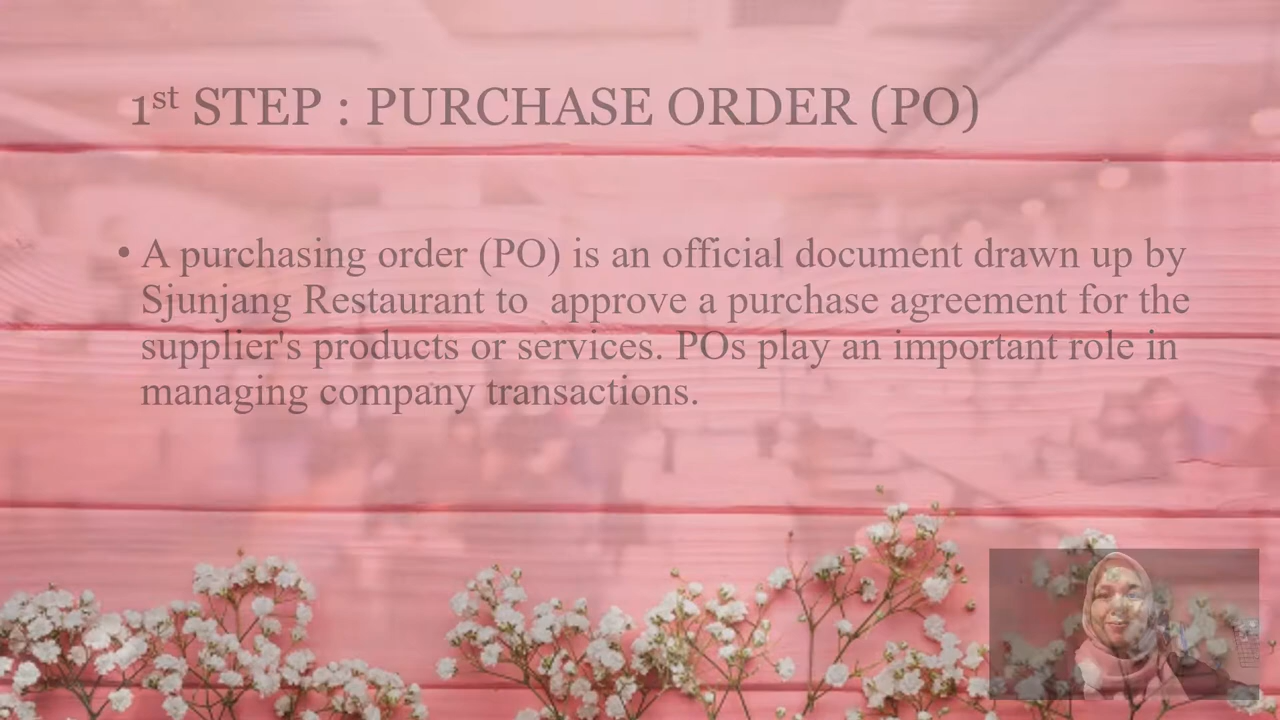 1st STEP : PURCHASE ORDER (PO)
• A purchasing order (PO) is an official document drawn up by
Sjunjang Restaurant to  approve a purchase agreement for the
supplier's products or services. POs play an important role in
managing company transactions.